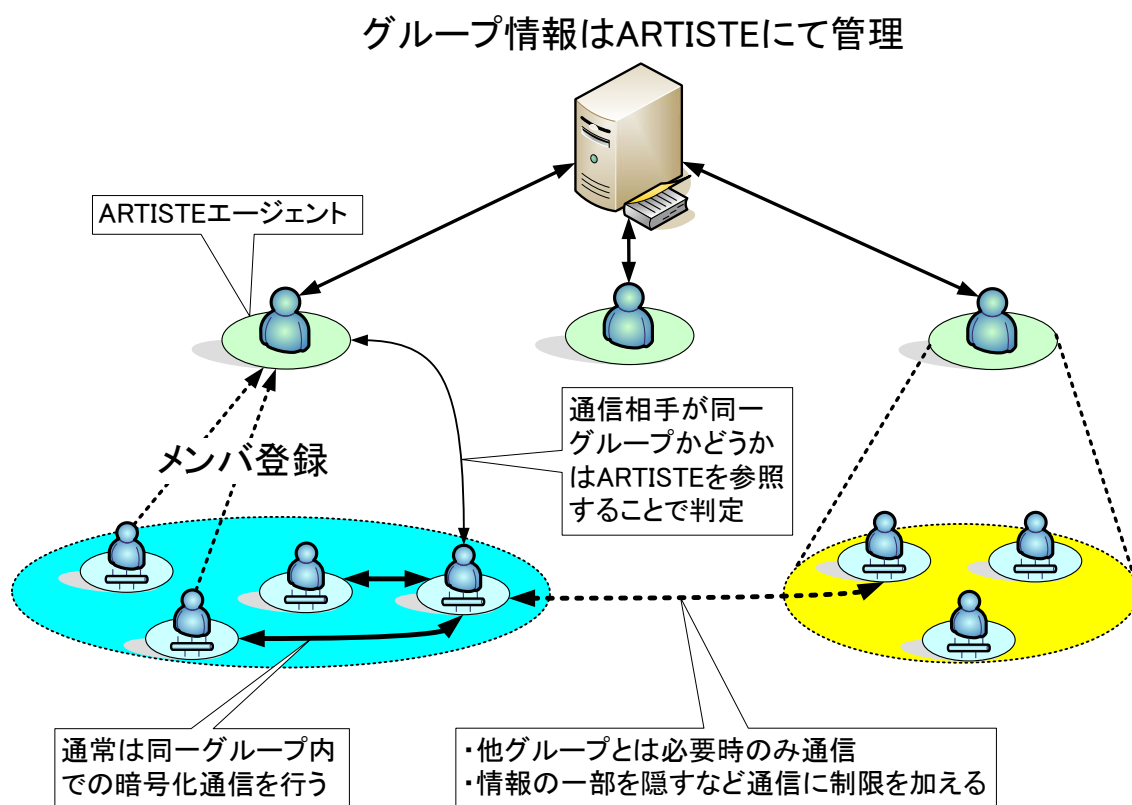 グループ情報はARTISTEにて管理
ARTISTEエージェント
通信相手が同一
グループかどうか
はARTISTEを参照
することで判定
メンバ登録
通常は同一グループ内
での暗号化通信を行う
・他グループとは必要時のみ通信
・情報の一部を隠すなど通信に制限を加える